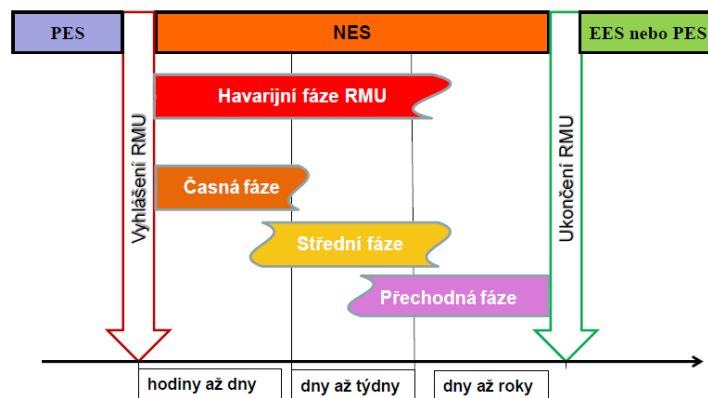 PES
NES
EES nebo PES
Havarijní fáze RMU
Vyhlášení RMU
Ukončení RMU
Časná fáze
Střední fáze
Přechodná fáze
hodiny až dny
dny až týdny
dny až roky